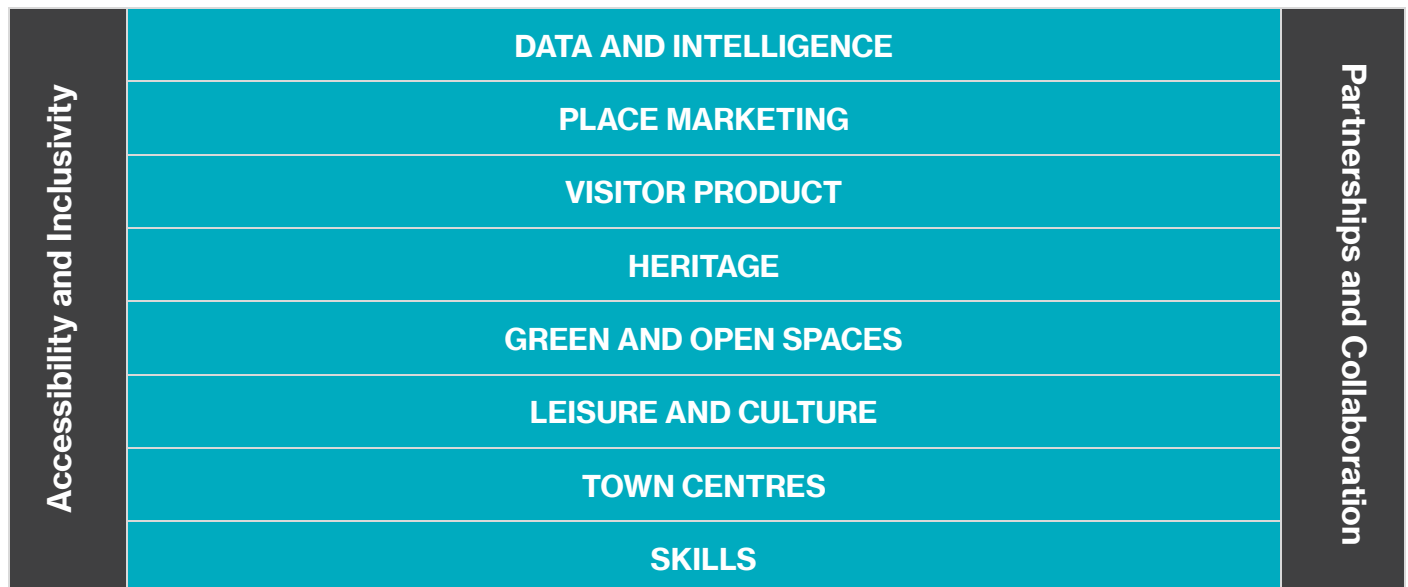 Accessibility and Inclusivity
DATA AND INTELLIGENCE
PLACE MARKETING
VISITOR PRODUCT
HERITAGE
GREEN AND OPEN SPACES
LEISURE AND CULTURE
TOWN CENTRES
SKILLS
Partnerships and Collaboration